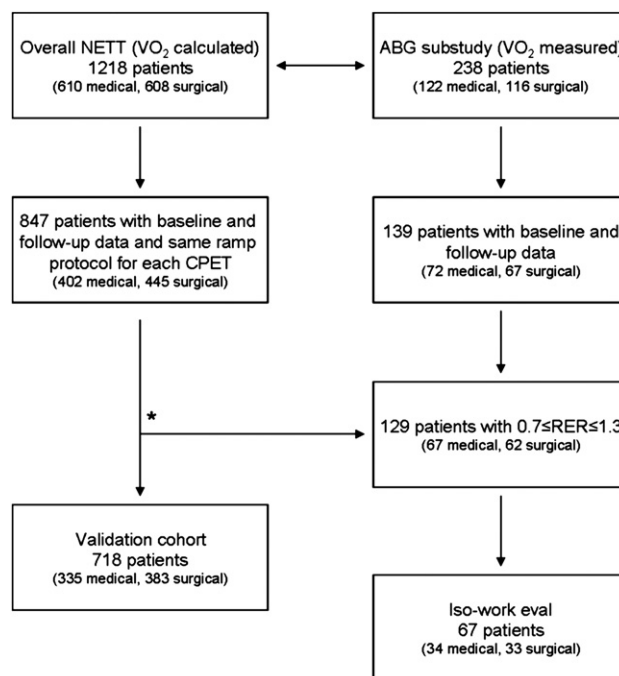 Overall NETT (VO₂ calculated)
1218 patients
(610 medical, 608 surgical)
ABG substudy (VO₂ measured)
238 patients
(122 medical, 116 surgical)
847 patients with baseline and
follow-up data and same ramp
protocol for each CPET
(402 medical, 445 surgical)
139 patients with baseline and
follow-up data
(72 medical, 67 surgical)
*
129 patients with 0.7≤RER≤1.3
(67 medical, 62 surgical)
Validation cohort
718 patients
(335 medical, 383 surgical)
Iso-work eval
67 patients
(34 medical, 33 surgical)